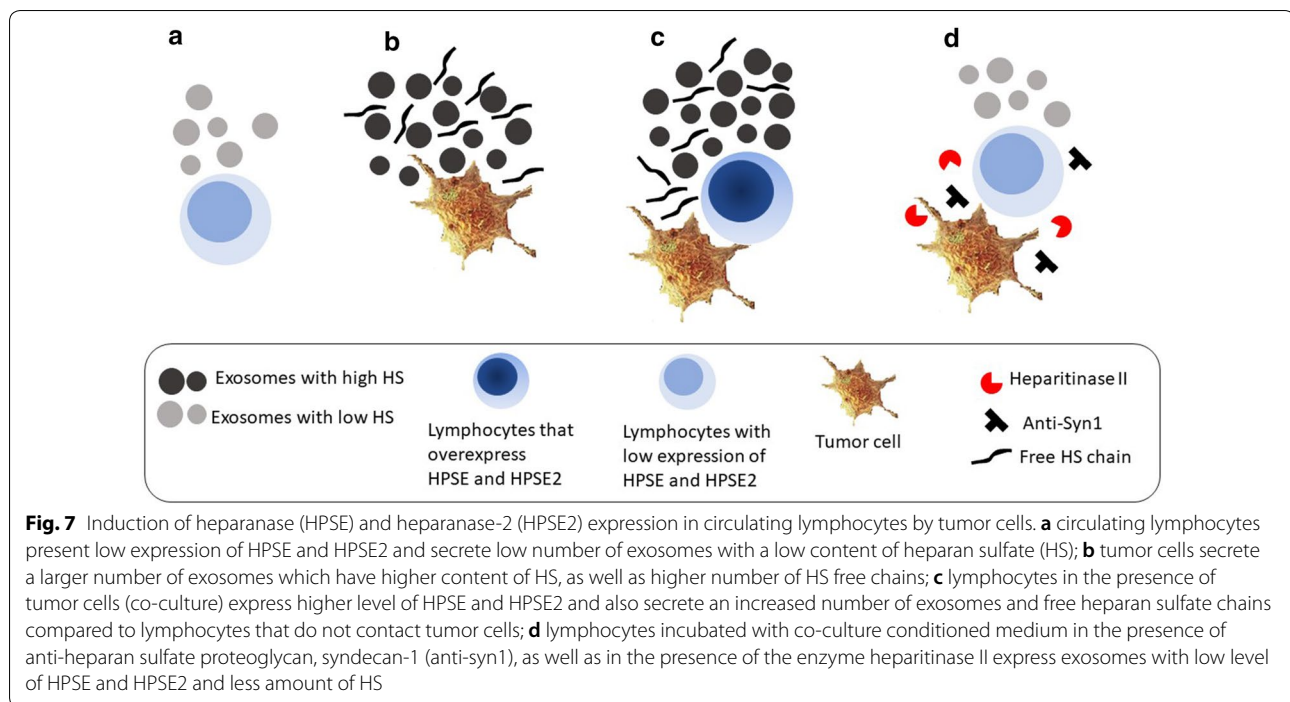 a
b
c
d
Exosomes with high HS
Exosomes with low HS
Lymphocytes that
overexpress
HPSE and HPSE2
Lymphocytes with
low expression of
HPSE and HPSE2
Tumor cell
Heparitinase II
Anti-Syn1
Free HS chain
Fig. 7 Induction of heparanase (HPSE) and heparanase-2 (HPSE2) expression in circulating lymphocytes by tumor cells. a circulating lymphocytes
present low expression of HPSE and HPSE2 and secrete low number of exosomes with a low content of heparan sulfate (HS); b tumor cells secrete
a larger number of exosomes which have higher content of HS, as well as higher number of HS free chains; c lymphocytes in the presence of
tumor cells (co-culture) express higher level of HPSE and HPSE2 and also secrete an increased number of exosomes and free heparan sulfate chains
compared to lymphocytes that do not contact tumor cells; d lymphocytes incubated with co-culture conditioned medium in the presence of
anti-heparan sulfate proteoglycan, syndecan-1 (anti-syn1), as well as in the presence of the enzyme heparitinase II express exosomes with low level
of HPSE and HPSE2 and less amount of HS